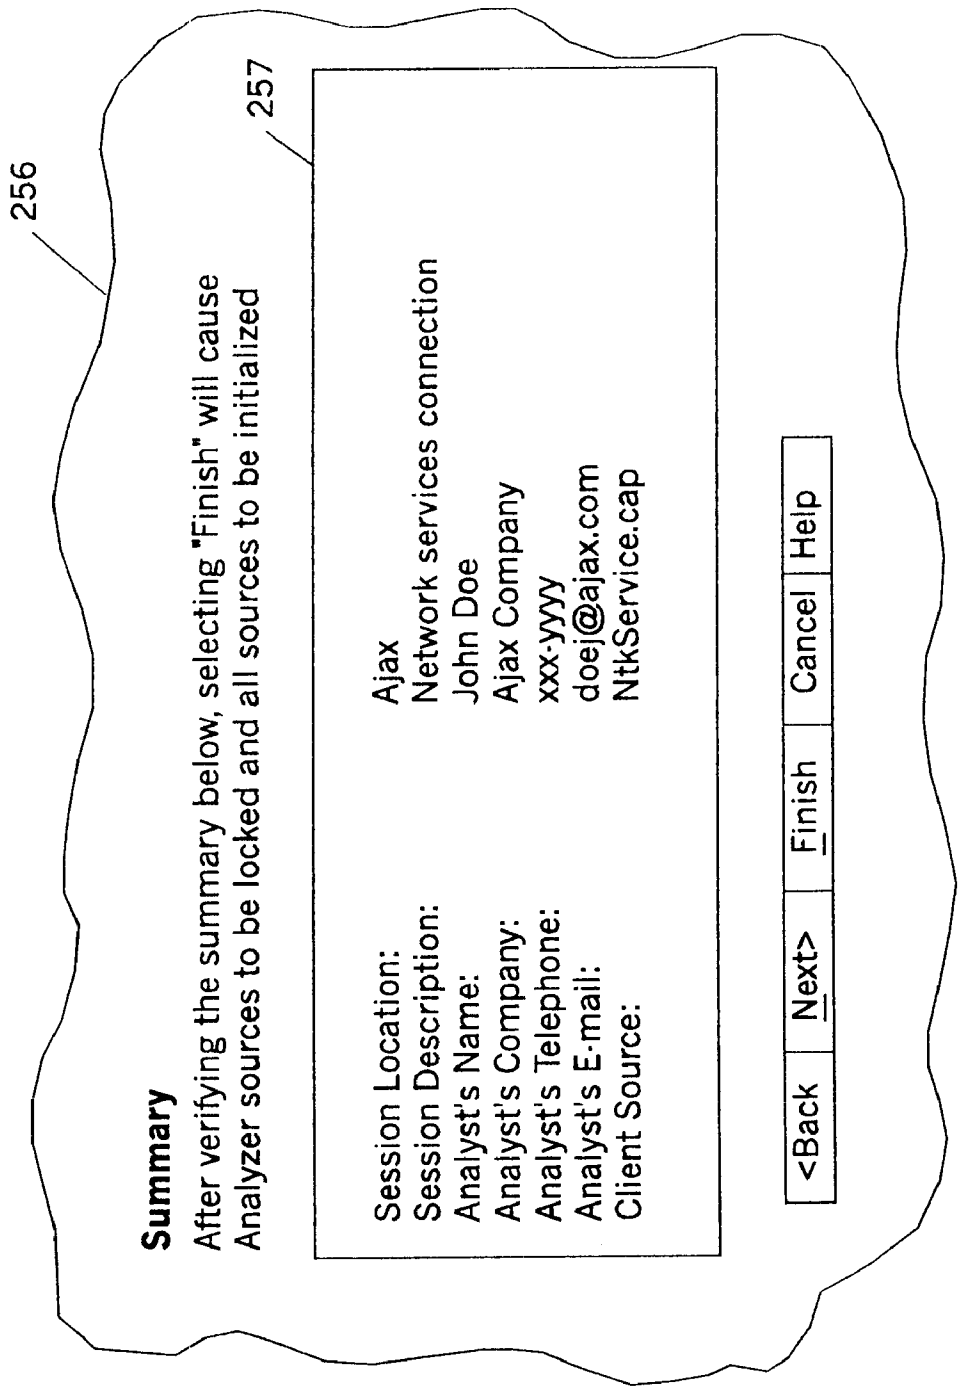 256
257
Summary
After verifying the summary below, selecting "Finish" will cause
Analyzer sources to be locked and all sources to be initialized
Session Location: Ajax
Session Description: Network services connection
Analyst's Name: John Doe
Analyst's Company: Ajax Company
Analyst's Telephone: xxx-yyyy
Analyst's E-mail: doej@ajax.com
Client Source: NtkService.cap
<Back Next> Finish Cancel Help